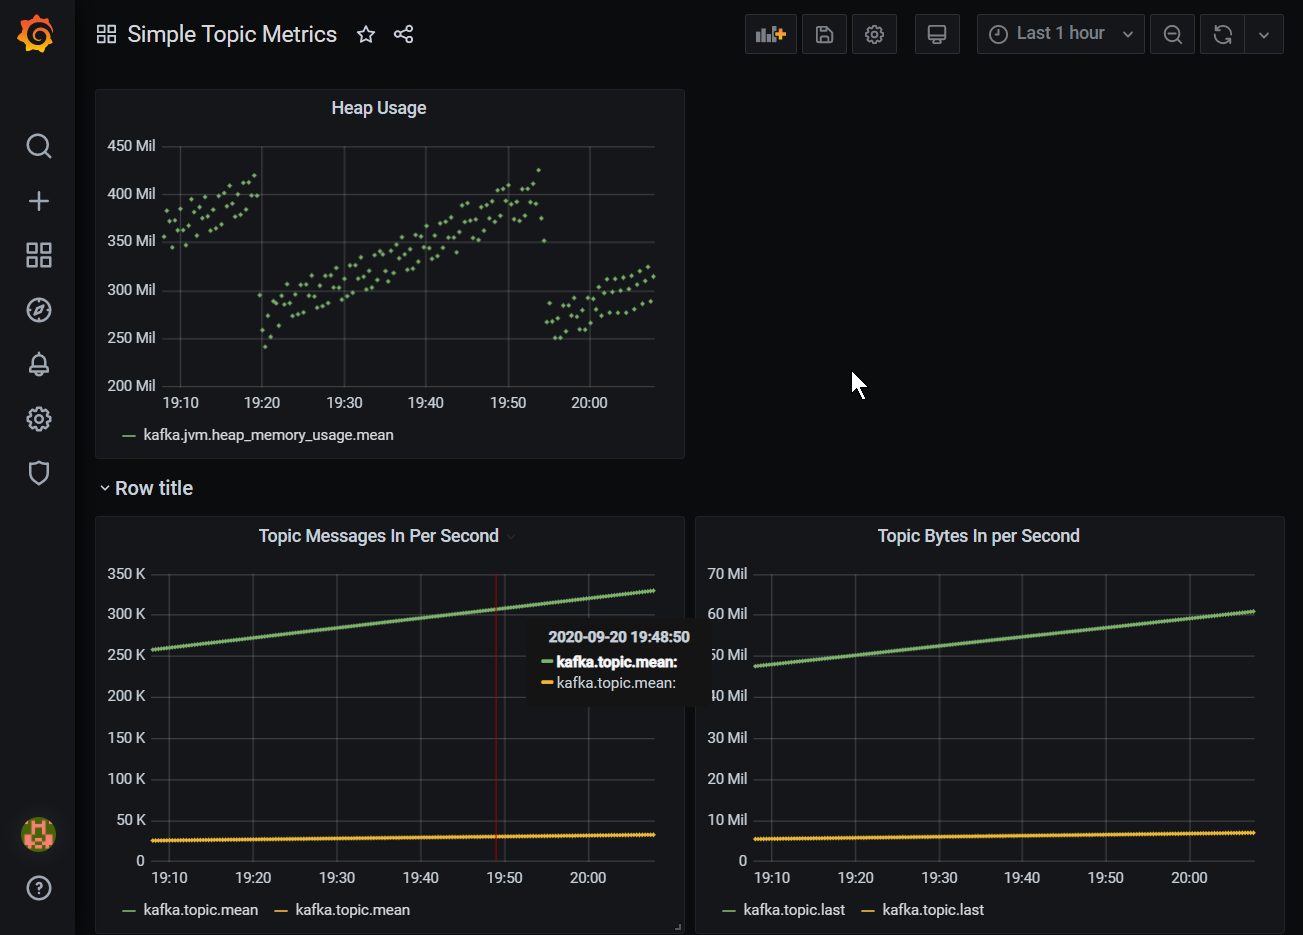 Simple Topic Metrics
Last 1 hour
Heap Usage
450 Mil
400 Mil
350 Mil
300 Mil
250 Mil
200 Mil
19:10 19:20 19:30 19:40 19:50 20:00
kafka.jvm.heap_memory_usage.mean
Row title
Topic Messages In Per Second
350 K
300 K
250 K
200 K
150 K
100 K
50 K
0
19:10 19:20 19:30 19:40 19:50 20:00
2020-09-20 19:48:50
kafka.topic.mean:
kafka.topic.mean:
kafka.topic.mean kafka.topic.mean
Topic Bytes In per Second
70 Mil
60 Mil
50 Mil
40 Mil
30 Mil
20 Mil
10 Mil
0
19:10 19:20 19:30 19:40 19:50 20:00
kafka.topic.last kafka.topic.last